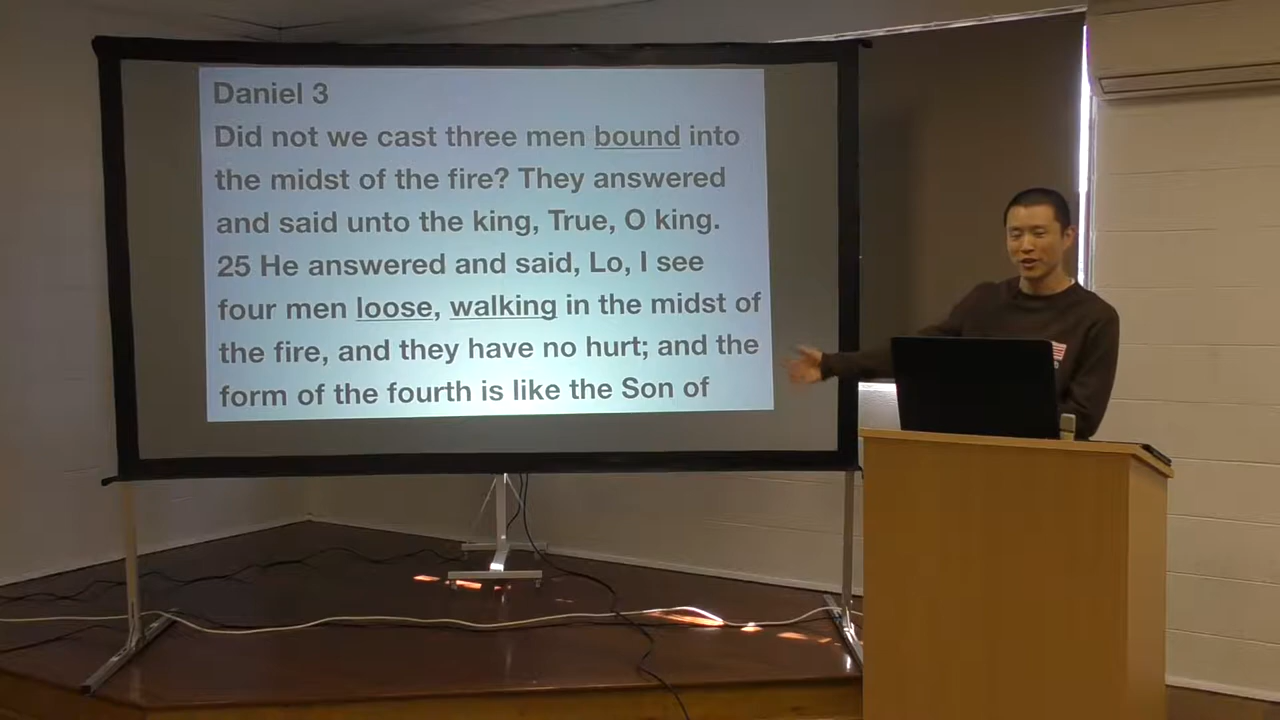 Daniel 3
Did not we cast three men bound into
the midst of the fire? They answered
and said unto the king, True, O king.
25 He answered and said, Lo, I see
four men loose, walking in the midst of
the fire, and they have no hurt; and the
form of the fourth is like the Son of